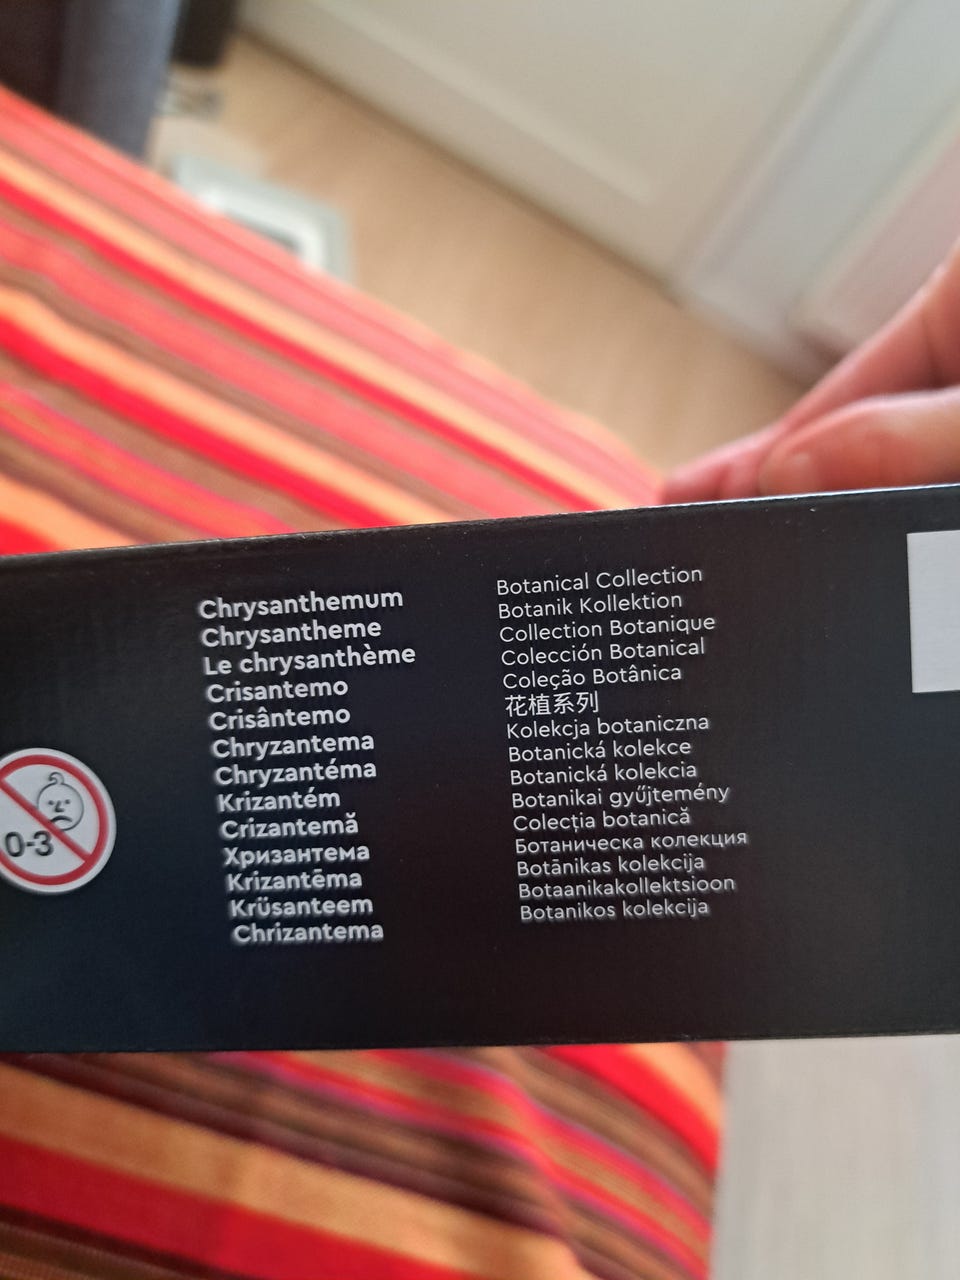 Chrysanthemum
Chrysantheme
Le chrysanthème
Crisantemo
Crisântemo
Chryzantema
Chryzantéma
Krizantém
Crizantemă
Хризантема
Krizantēma
Krüsanteem
Chrizantema
Botanical Collection
Botanik Kollektion
Collection Botanique
Colección Botanical
Coleção Botânica
花植系列
Kolekcja botaniczna
Botanická kolekce
Botanická kolekcia
Botanikai gyűjtemény
Colecția botanică
Ботаническа колекция
Botānikas kolekcija
Botaanikakollektsioon
Botanikos kolekcija
0-3